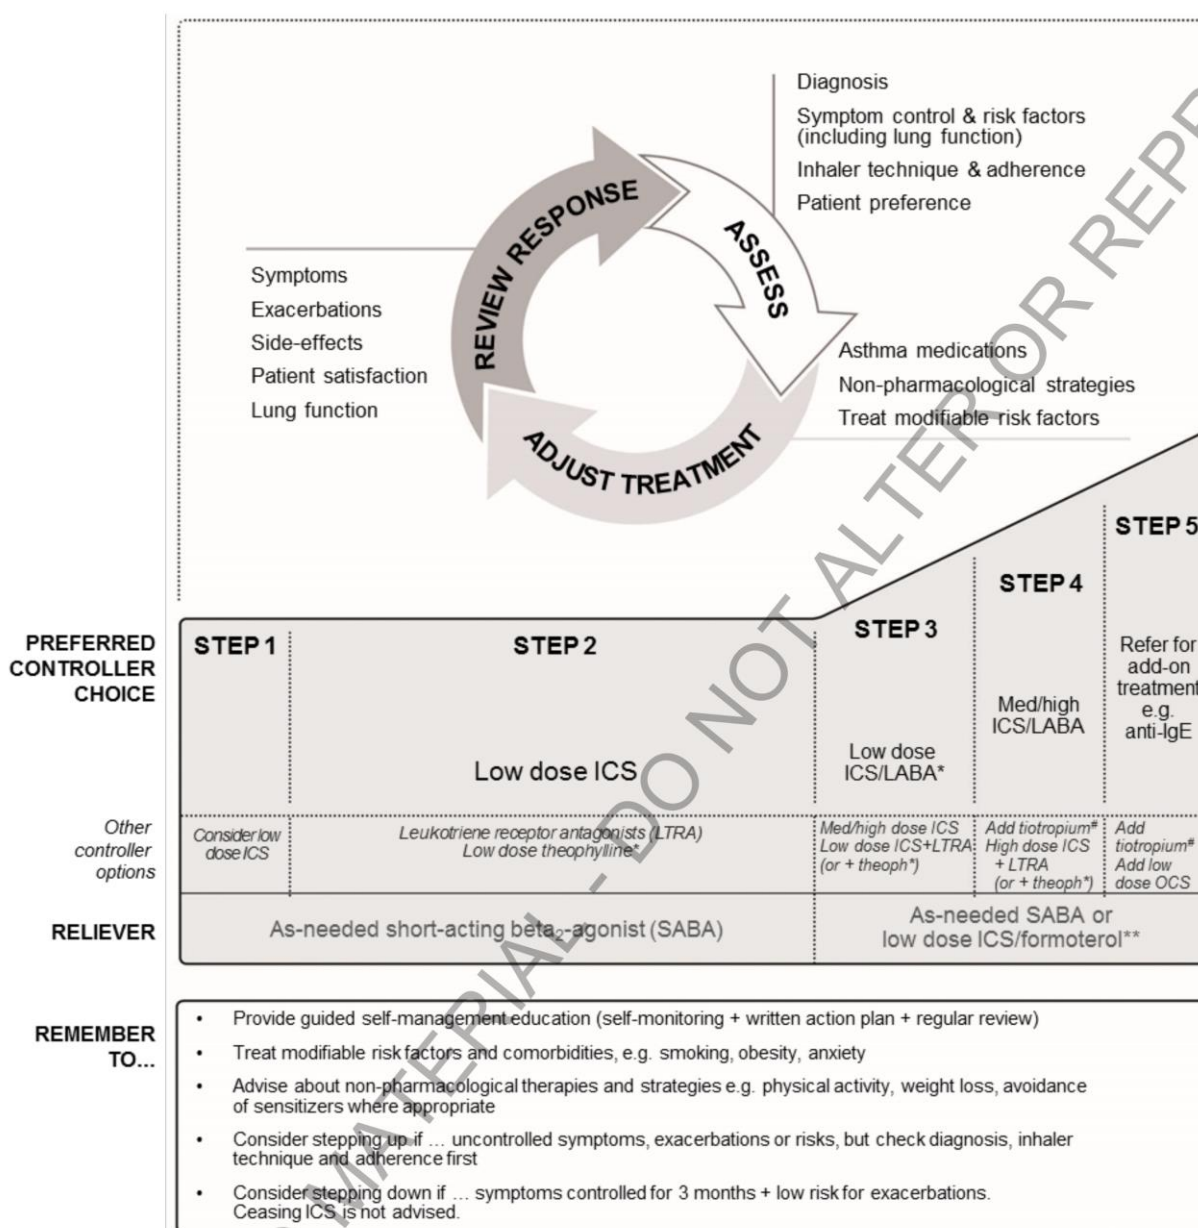 Diagnosis
Symptom control & risk factors
(including lung function)
Inhaler technique & adherence
Patient preference
REVIEW RESPONSE
ASSESS
ADJUST TREATMENT
Symptoms
Exacerbations
Side-effects
Patient satisfaction
Lung function
Asthma medications
Non-pharmacological strategies
Treat modifiable risk factors
PREFERRED
CONTROLLER
CHOICE
STEP 1
STEP 2
Low dose ICS
STEP 3
Low dose
ICS/LABA*
STEP 4
Med/high
ICS/LABA
STEP 5
Refer for
add-on
treatment
e.g.
anti-IgE
Other
controller
options
Consider low
dose ICS
Leukotriene receptor antagonists (LTRA)
Low dose theophylline*
Med/high dose ICS
Low dose ICS+LTRA
(or + theoph*)
Add tiotropium#
High dose ICS
+ LTRA
(or + theoph*)
Add
tiotropium#
Add low
dose OCS
RELIEVER
As-needed short-acting beta2-agonist (SABA)
As-needed SABA or
low dose ICS/formoterol**
REMEMBER
TO...
• Provide guided self-management education (self-monitoring + written action plan + regular review)
• Treat modifiable risk factors and comorbidities, e.g. smoking, obesity, anxiety
• Advise about non-pharmacological therapies and strategies e.g. physical activity, weight loss, avoidance
of sensitizers where appropriate
• Consider stepping up if ... uncontrolled symptoms, exacerbations or risks, but check diagnosis, inhaler
technique and adherence first
• Consider stepping down if ... symptoms controlled for 3 months + low risk for exacerbations.
Ceasing ICS is not advised.
MATERIAL - DO NOT ALTER OR